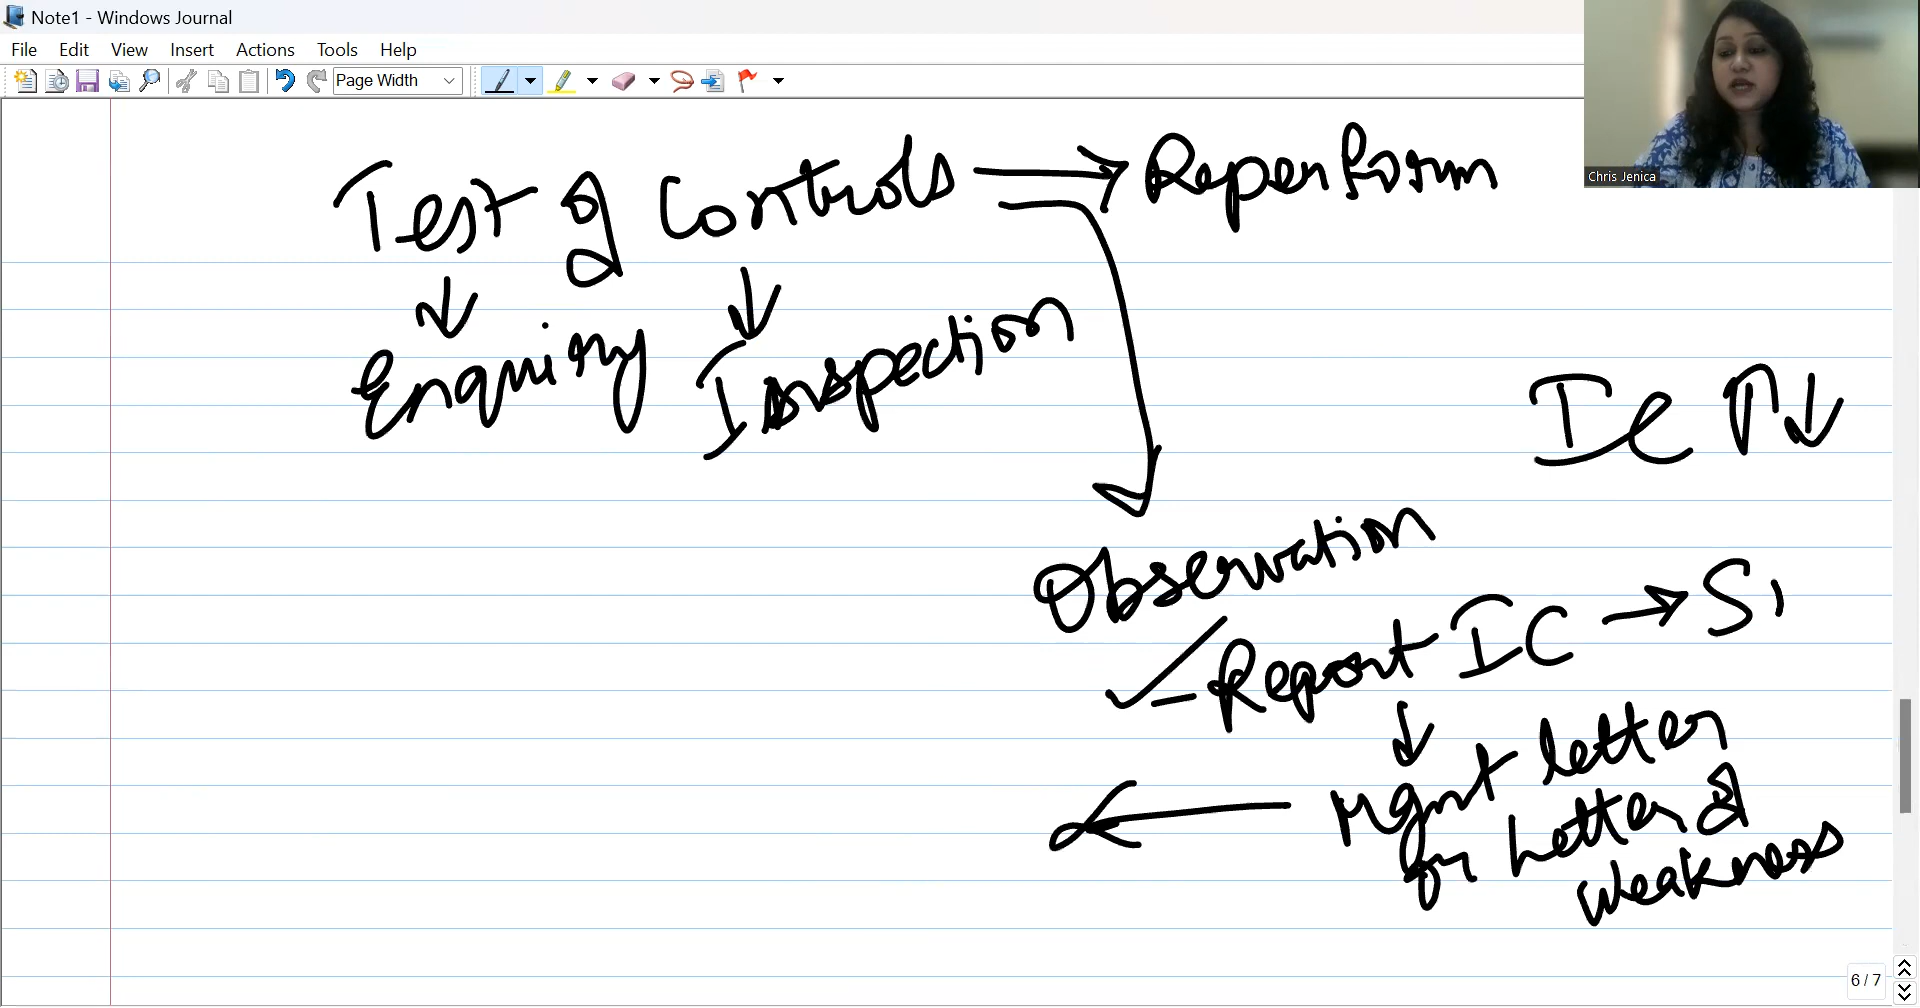 Note1 - Windows Journal
File Edit View Insert Actions Tools Help
Page Width
Chris Jenica
Test of Controls → Reperform
↓ ↓
Enquiry Inspection
IC ↑↓
Observation
✓ - Report IC → SI
↓
Mgmt letter
or Letter of
weakness
6 / 7